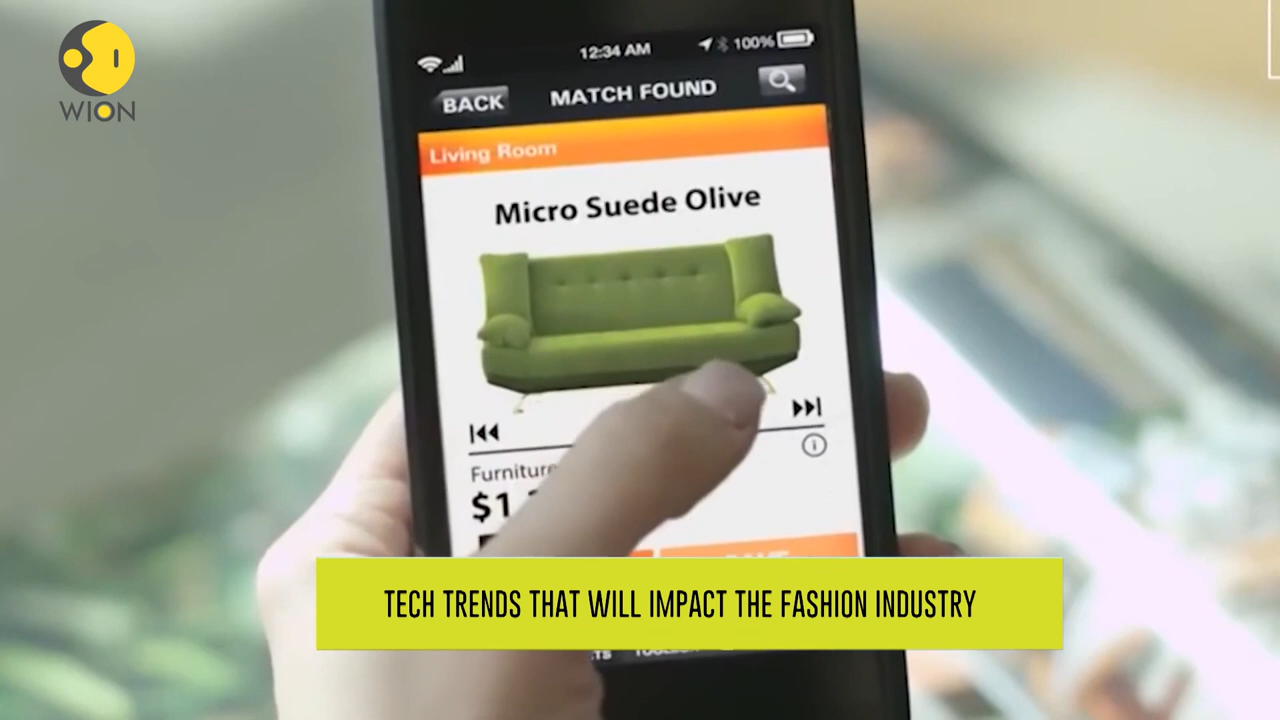 WION
12:34 AM
100%
BACK
MATCH FOUND
Living Room
Micro Suede Olive
Furniture
TECH TRENDS THAT WILL IMPACT THE FASHION INDUSTRY